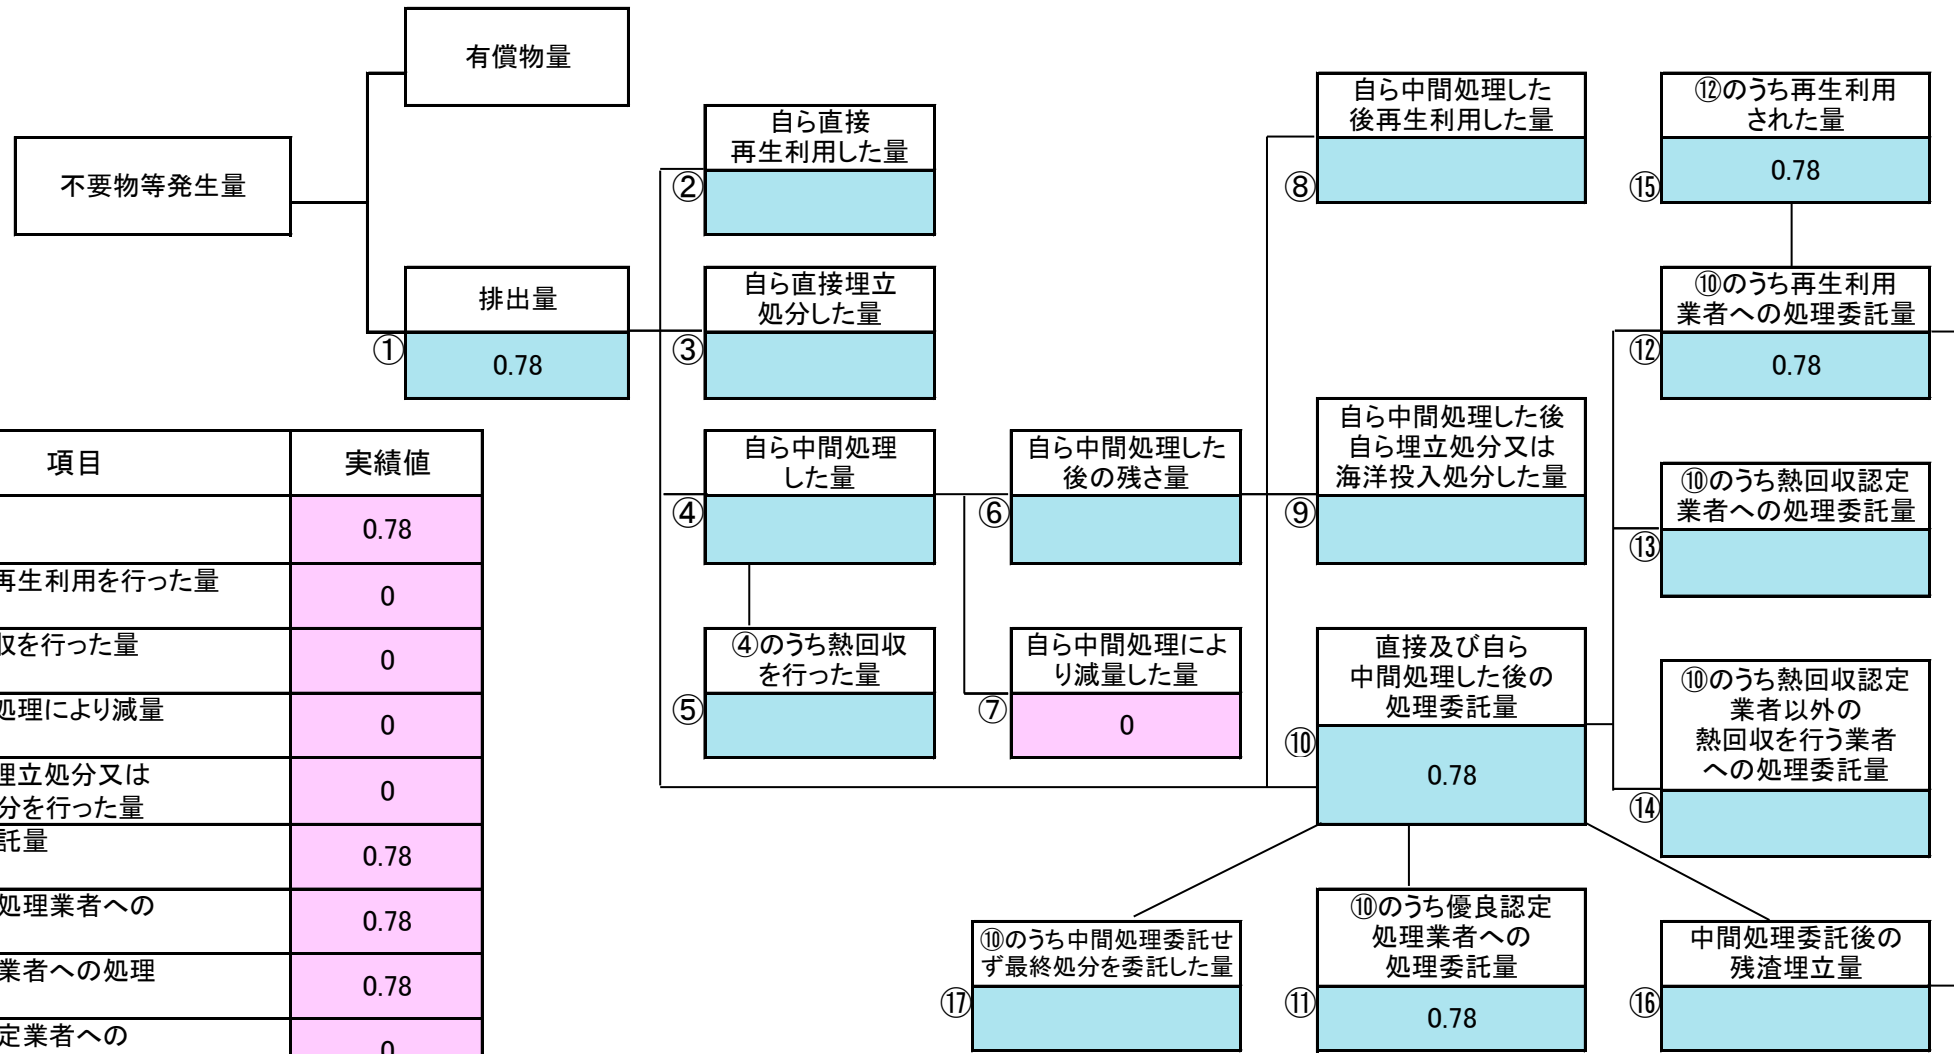 有償物量
不要物等発生量
排出量
①
0.78
自ら直接
再生利用した量
②
自ら直接埋立
処分した量
③
自ら中間処理
した量
④
④のうち熱回収
を行った量
⑤
自ら中間処理した
後の残さ量
⑥
自ら中間処理によ
り減量した量
⑦
0
自ら中間処理した
後再生利用した量
⑧
自ら中間処理した後
自ら埋立処分又は
海洋投入処分した量
⑨
直接及び自ら
中間処理した後の
処理委託量
⑩
0.78
⑫のうち再生利用
された量
⑮
0.78
⑩のうち再生利用
業者への処理委託量
⑫
0.78
⑩のうち熱回収認定
業者への処理委託量
⑬
⑩のうち熱回収認定
業者以外の
熱回収を行う業者
への処理委託量
⑭
⑩のうち中間処理委託せ
ず最終処分を委託した量
⑰
⑩のうち優良認定
処理業者への
処理委託量
⑪
0.78
中間処理委託後の
残渣埋立量
⑯
項目 実績値
0.78
再生利用を行った量
0
収を行った量
0
処理により減量
0
埋立処分又は
分を行った量
0
託量
0.78
処理業者への
0.78
業者への処理
0.78
定業者への
0